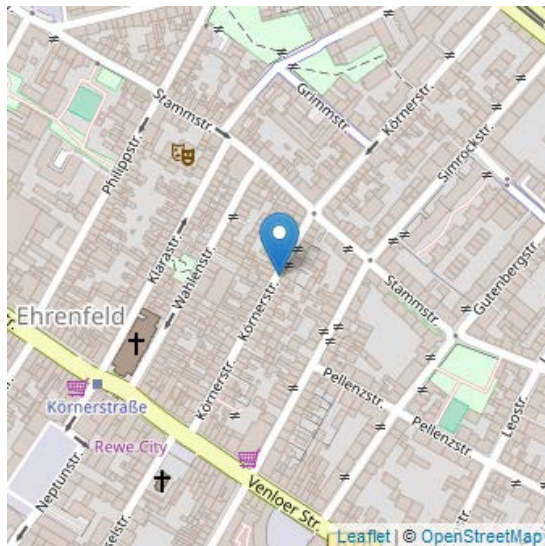 Stammstr.
Grimmstr.
Körnerstr.
Simrockstr.
Philippstr.
Klarastr.
Wahlenstr.
Körnerstr.
Stammstr.
Gutenbergstr.
Ehrenfeld
Körnerstr.
Pellenzstr.
Pellenzstr.
Leostr.
Körnerstraße
Rewe City
Neptunstr.
Venloer Str.
Leaflet | © OpenStreetMap